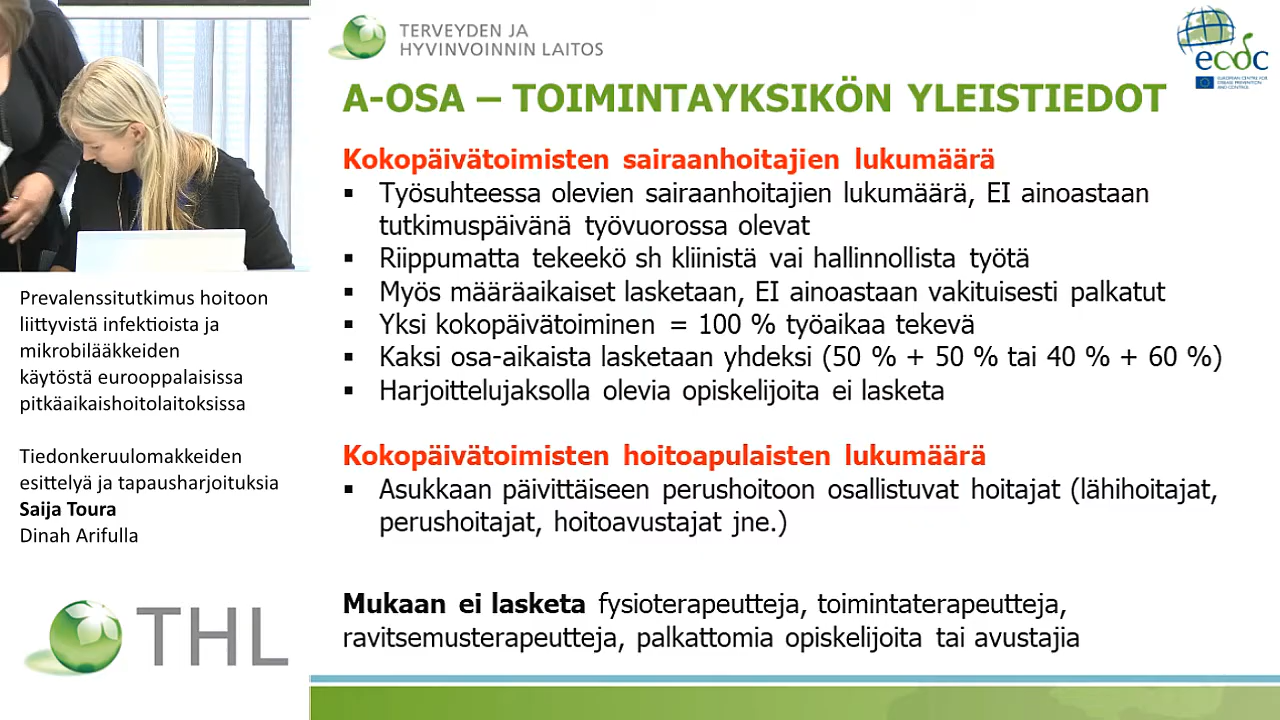 TERVEYDEN JA
HYVINVOINNIN LAITOS
ecdc
EUROPEAN CENTRE FOR
DISEASE PREVENTION
AND CONTROL
A-OSA – TOIMINTAYKSIKÖN YLEISTIEDOT
Kokopäivätoimisten sairaanhoitajien lukumäärä
▪ Työsuhteessa olevien sairaanhoitajien lukumäärä, EI ainoastaan
tutkimuspäivänä työvuorossa olevat
▪ Riippumatta tekeekö sh kliinistä vai hallinnollista työtä
▪ Myös määräaikaiset lasketaan, EI ainoastaan vakituisesti palkatut
▪ Yksi kokopäivätoiminen = 100 % työaikaa tekevä
▪ Kaksi osa-aikaista lasketaan yhdeksi (50 % + 50 % tai 40 % + 60 %)
▪ Harjoittelujaksolla olevia opiskelijoita ei lasketa
Kokopäivätoimisten hoitoapulaisten lukumäärä
▪ Asukkaan päivittäiseen perushoitoon osallistuvat hoitajat (lähihoitajat,
perushoitajat, hoitoavustajat jne.)
Mukaan ei lasketa fysioterapeutteja, toimintaterapeutteja,
ravitsemusterapeutteja, palkattomia opiskelijoita tai avustajia
Prevalenssitutkimus hoitoon
liittyvistä infektioista ja
mikrobilääkkeiden
käytöstä eurooppalaisissa
pitkäaikaishoitolaitoksissa
Tiedonkeruulomakkeiden
esittelyä ja tapausharjoituksia
Saija Toura
Dinah Arifulla
THL